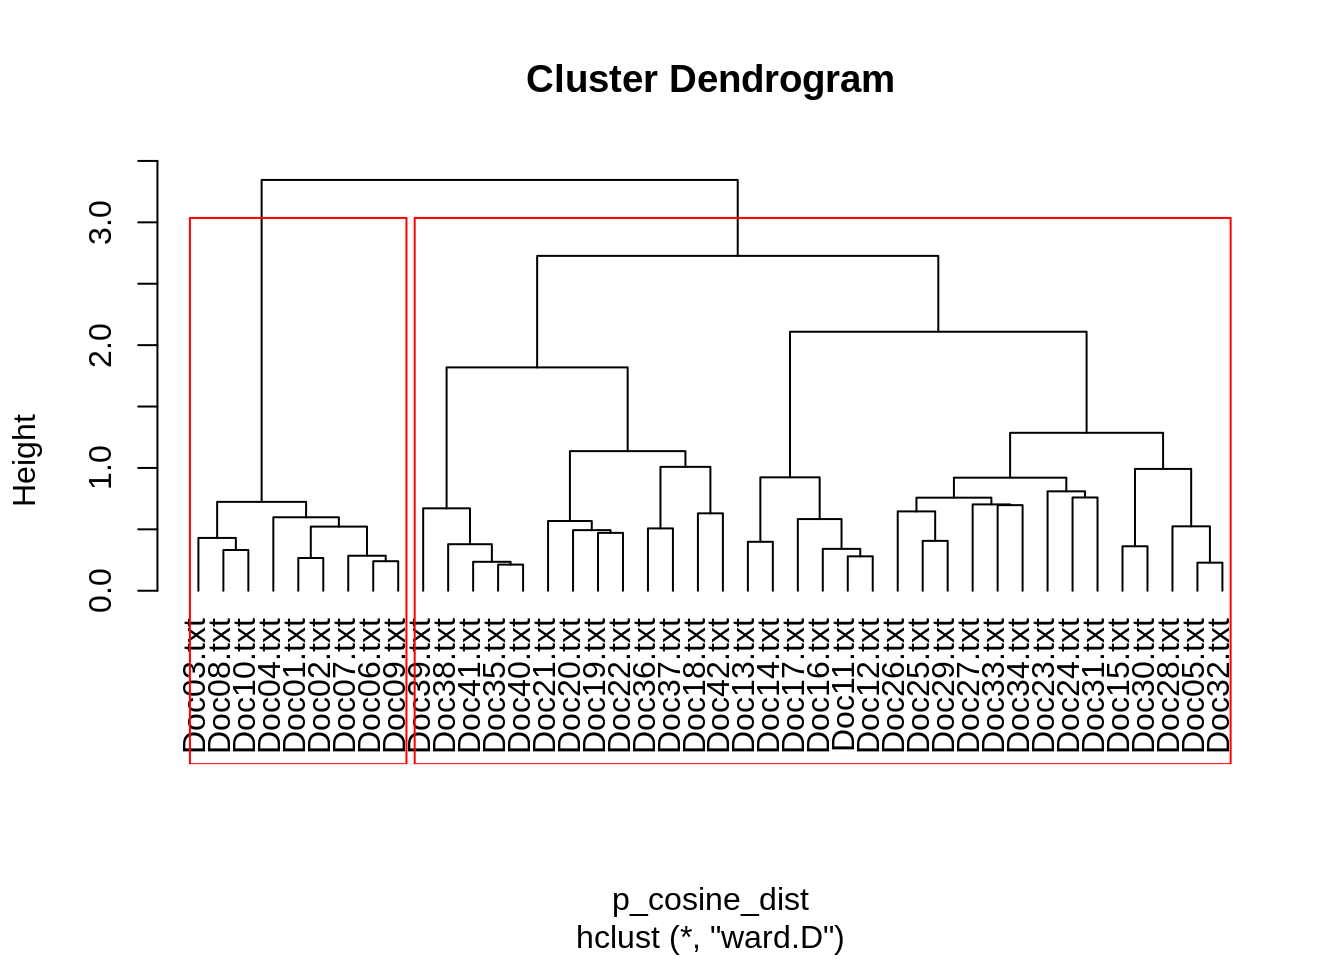 Cluster Dendrogram
Height
0.0
1.0
2.0
3.0
Doc03.txt
Doc08.txt
Doc10.txt
Doc04.txt
Doc01.txt
Doc02.txt
Doc07.txt
Doc06.txt
Doc09.txt
Doc39.txt
Doc38.txt
Doc41.txt
Doc35.txt
Doc40.txt
Doc21.txt
Doc20.txt
Doc19.txt
Doc22.txt
Doc36.txt
Doc37.txt
Doc18.txt
Doc42.txt
Doc13.txt
Doc14.txt
Doc17.txt
Doc16.txt
Doc11.txt
Doc12.txt
Doc26.txt
Doc25.txt
Doc29.txt
Doc27.txt
Doc33.txt
Doc34.txt
Doc23.txt
Doc24.txt
Doc31.txt
Doc15.txt
Doc30.txt
Doc28.txt
Doc05.txt
Doc32.txt
p_cosine_dist
hclust (*, "ward.D")